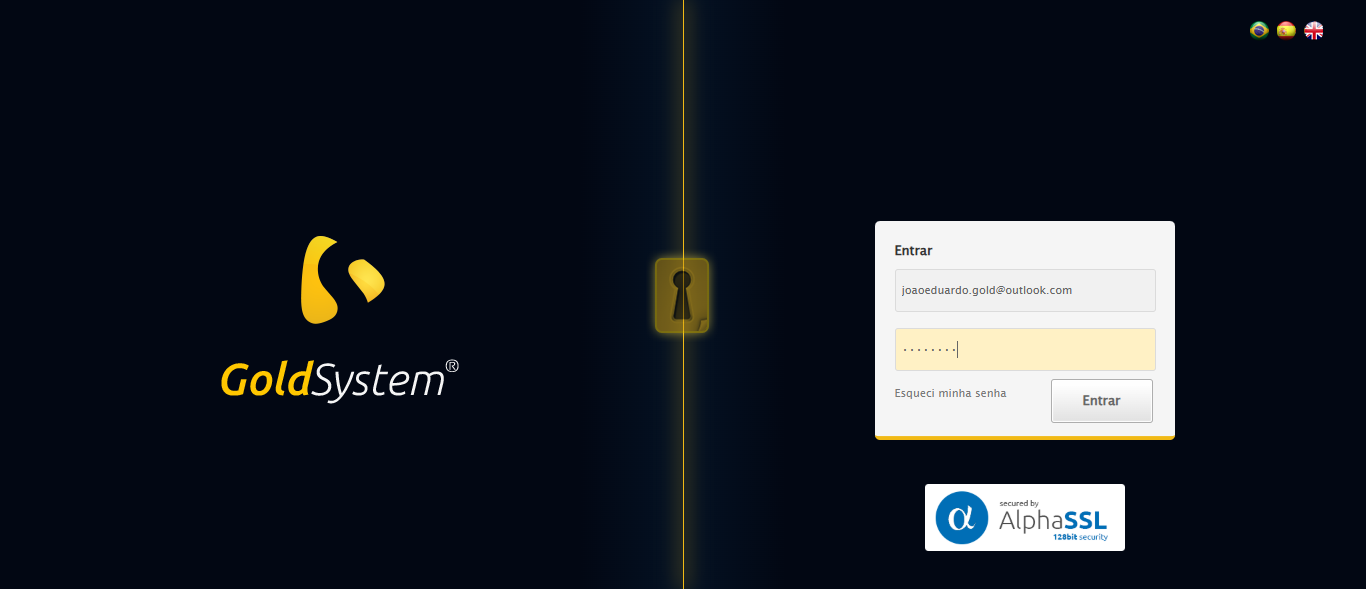 GoldSystem®
Entrar
joaoeduardo.gold@outlook.com
········
Esqueci minha senha
Entrar
α
secured by
AlphaSSL
128bit security